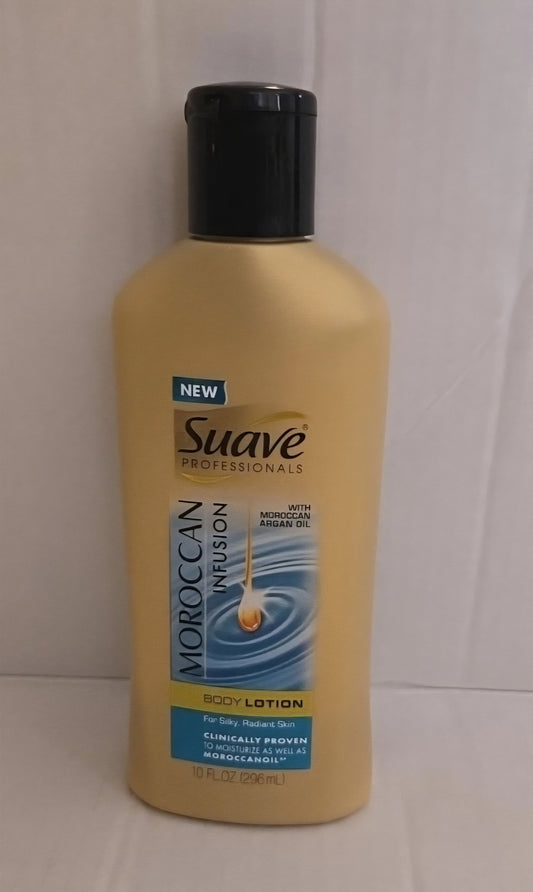 NEW
Suave®
PROFESSIONALS
MOROCCAN
INFUSION
WITH
MOROCCAN
ARGAN OIL
BODY LOTION
For Silky, Radiant Skin
CLINICALLY PROVEN
TO MOISTURIZE AS WELL AS
MOROCCANOIL®*
10 FL OZ (296 mL)